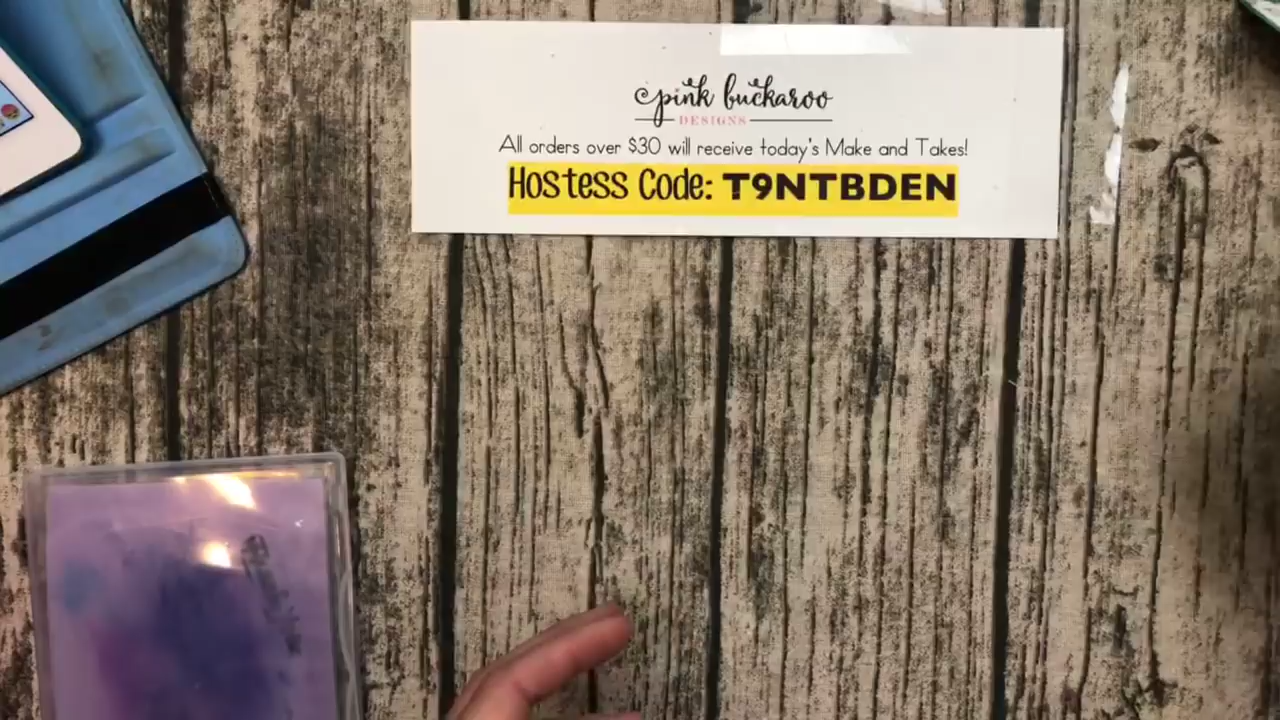 pink buckaroo
DESIGNS
All orders over $30 will receive today's Make and Takes!
Hostess Code: T9NTBDEN